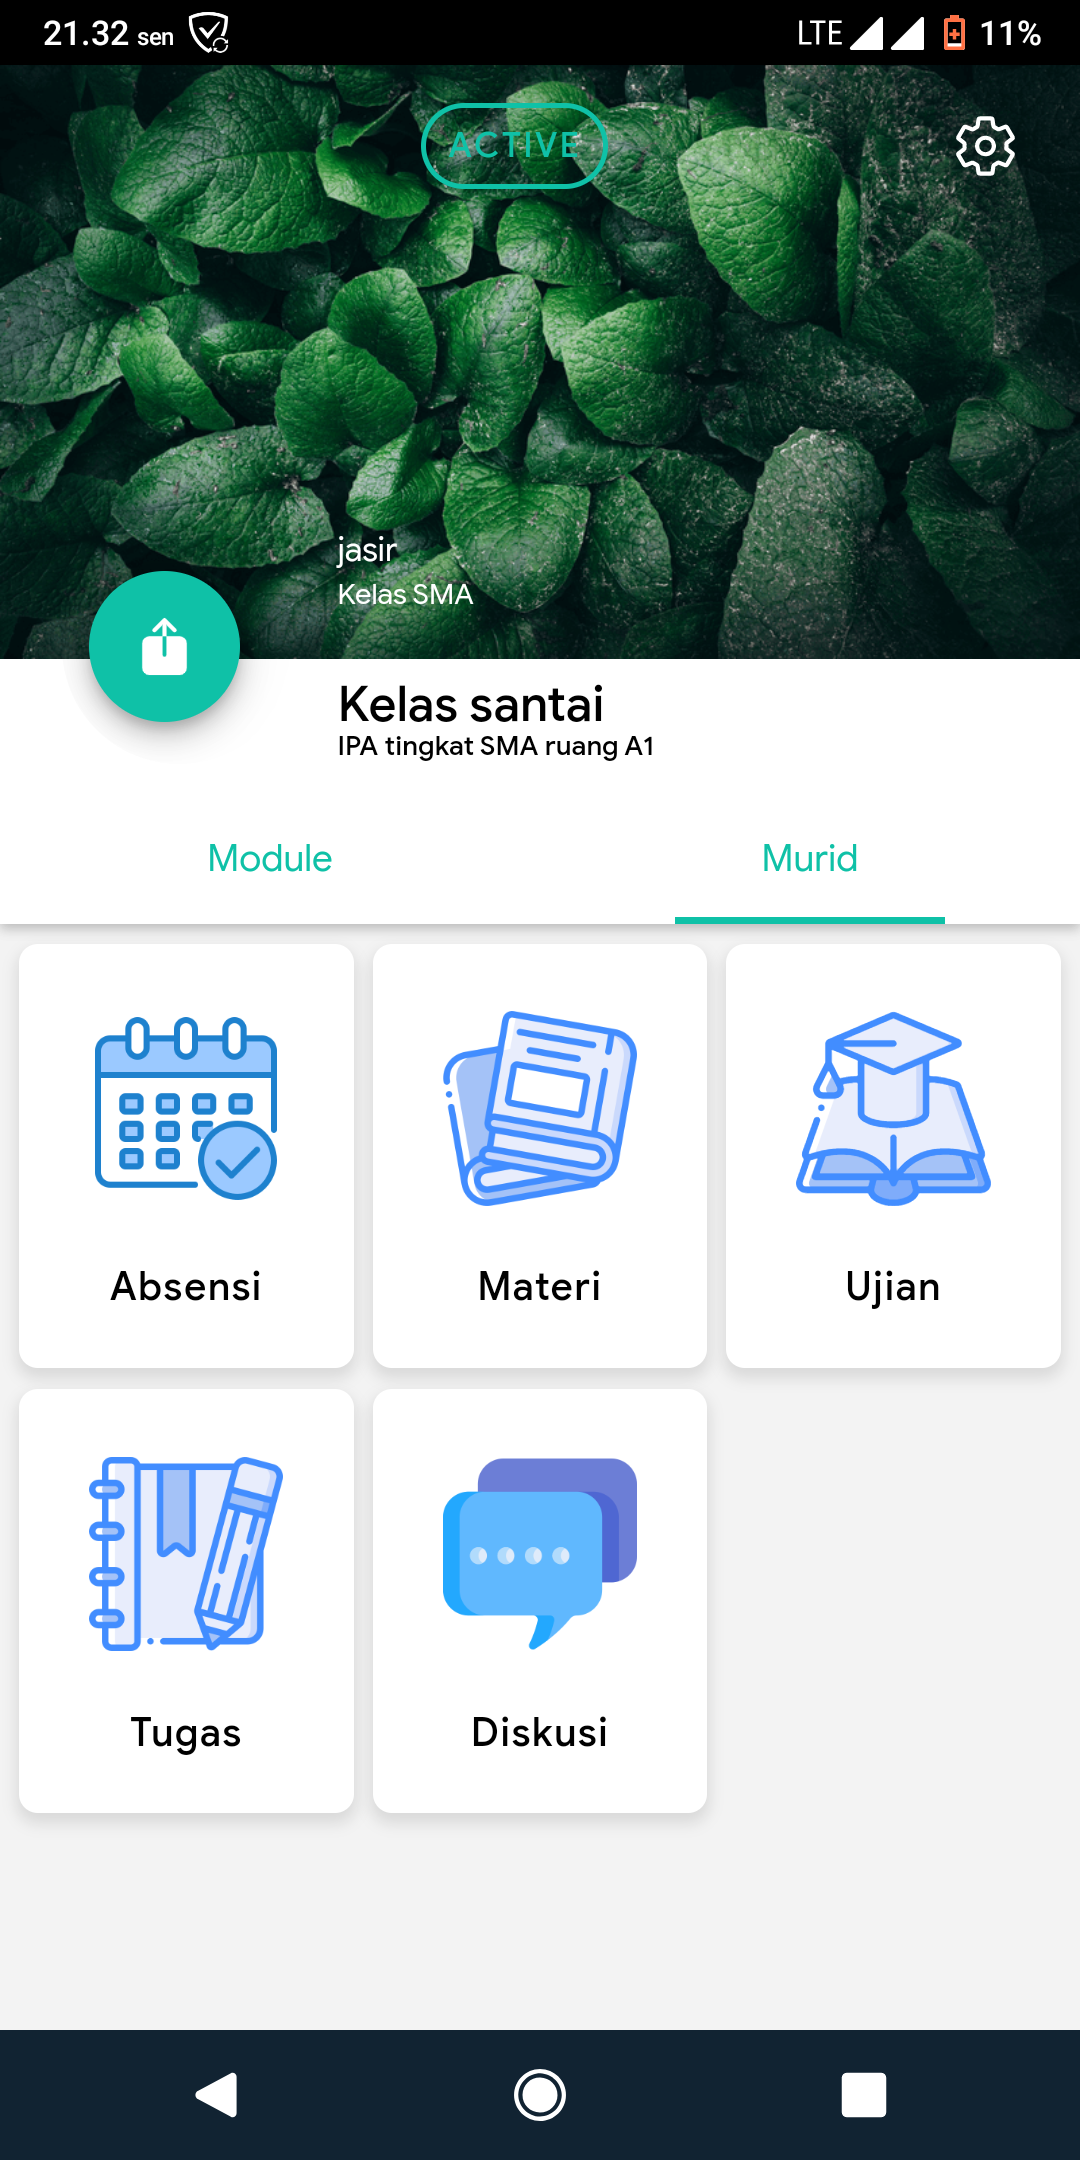 21.32 sen LTE 11%
ACTIVE
jasir
Kelas SMA
Kelas santai
IPA tingkat SMA ruang A1
Module Murid
Absensi Materi Ujian
Tugas Diskusi